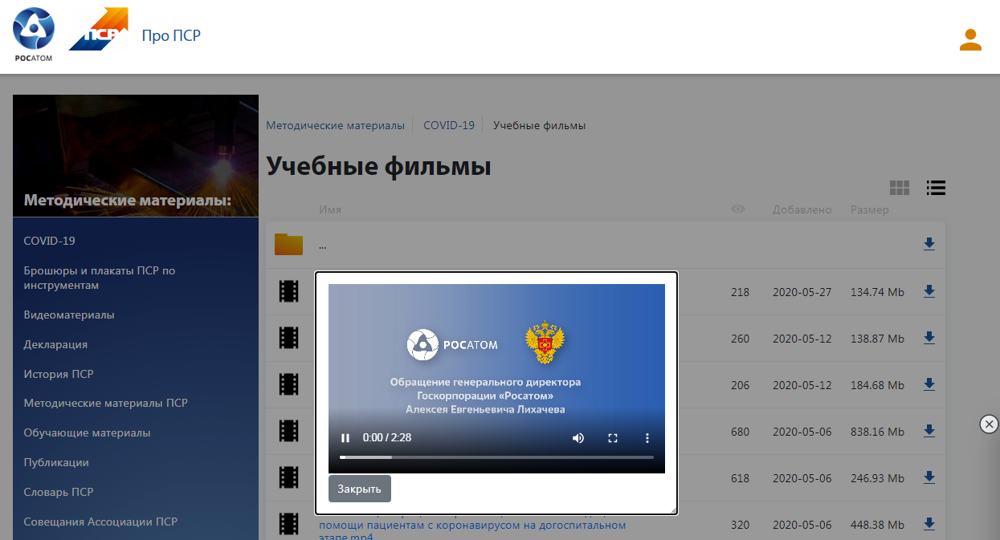 РОСАТОМ
ПСР
Про ПСР
Методические материалы:
COVID-19
Брошюры и плакаты ПСР по
инструментам
Видеоматериалы
Декларация
История ПСР
Методические материалы ПСР
Обучающие материалы
Публикации
Словарь ПСР
Совещания Ассоциации ПСР
Методические материалы COVID-19 Учебные фильмы
Учебные фильмы
Имя Добавлено Размер
...
218 2020-05-27 134.74 Mb
260 2020-05-12 138.87 Mb
206 2020-05-12 184.68 Mb
680 2020-05-06 838.16 Mb
618 2020-05-06 246.93 Mb
320 2020-05-06 448.38 Mb
РОСАТОМ
Обращение генерального директора
Госкорпорации «Росатом»
Алексея Евгеньевича Лихачева
0:00 / 2:28
Закрыть
помощи пациентам с коронавирусом на догоспитальном
этапе.mp4